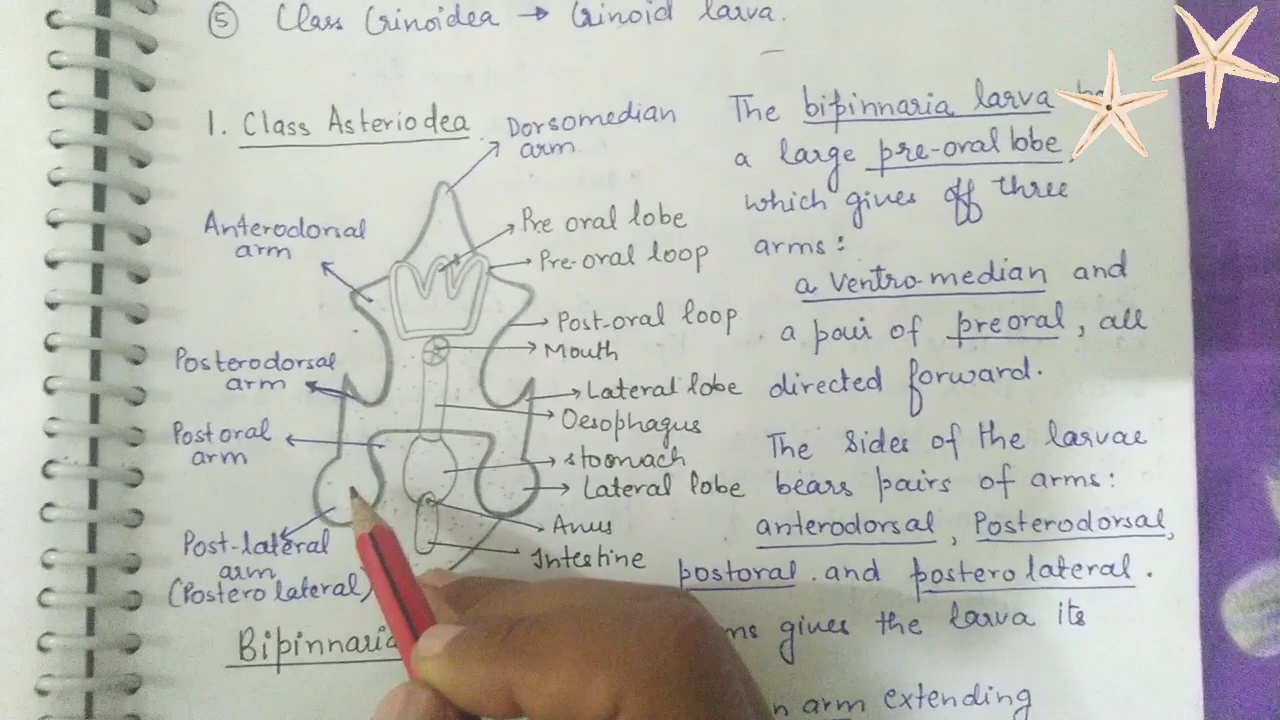 ⑤ Class Crinoidea → Crinoid larva.
1. Class Asteriodea
Dorsomedian
arm
Anterodorsal
arm
Pre oral lobe
Pre-oral loop
Post-oral loop
Mouth
Posterodorsal
arm
Lateral lobe
Oesophagus
Post oral
arm
stomach
Lateral lobe
Anus
Intestine
Post-lateral
arm
(Postero lateral)
Bipinnaria
The bipinnaria larva
a large pre-oral lobe,
which gives off three
arms:
a ventromedian and
a pair of preoral, all
directed forward.
The sides of the larvae
bears pairs of arms:
anterodorsal, Posterodorsal,
postoral and postero lateral.
gives the larva its
arm extending